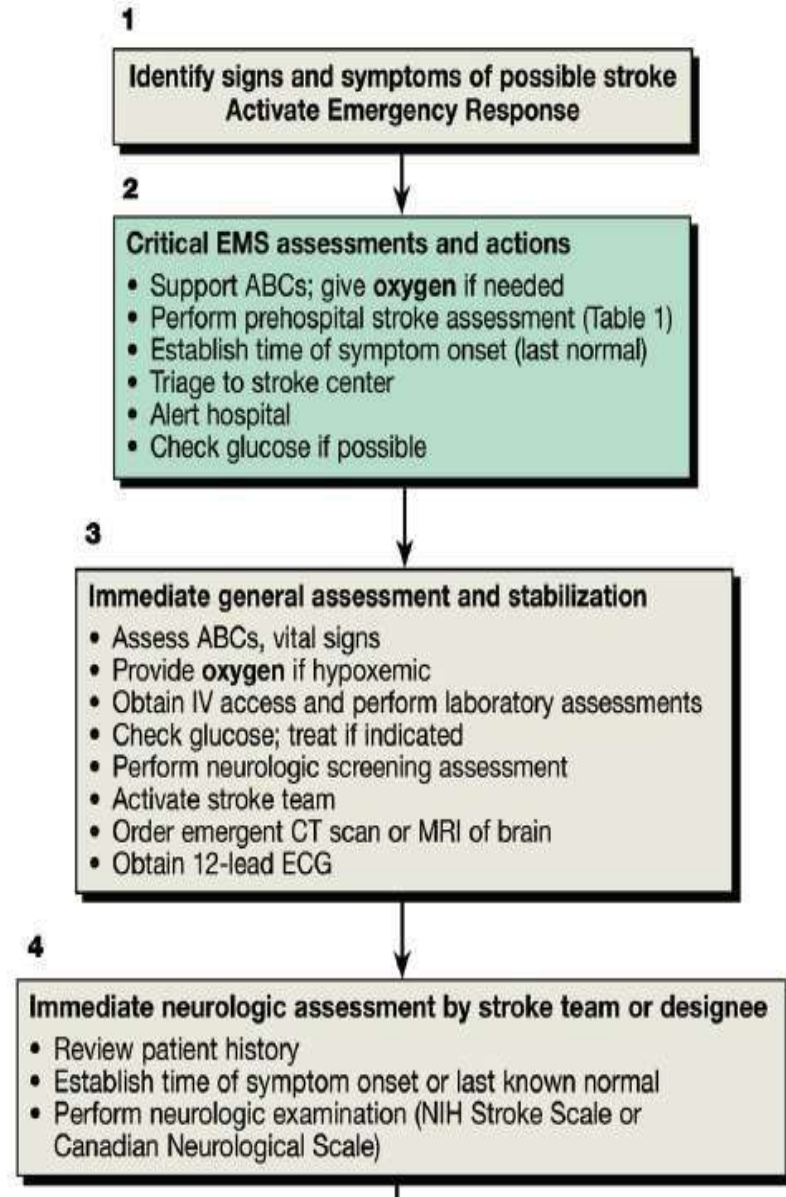 1
Identify signs and symptoms of possible stroke
Activate Emergency Response
2
Critical EMS assessments and actions
• Support ABCs; give oxygen if needed
• Perform prehospital stroke assessment (Table 1)
• Establish time of symptom onset (last normal)
• Triage to stroke center
• Alert hospital
• Check glucose if possible
3
Immediate general assessment and stabilization
• Assess ABCs, vital signs
• Provide oxygen if hypoxemic
• Obtain IV access and perform laboratory assessments
• Check glucose; treat if indicated
• Perform neurologic screening assessment
• Activate stroke team
• Order emergent CT scan or MRI of brain
• Obtain 12-lead ECG
4
Immediate neurologic assessment by stroke team or designee
• Review patient history
• Establish time of symptom onset or last known normal
• Perform neurologic examination (NIH Stroke Scale or
Canadian Neurological Scale)